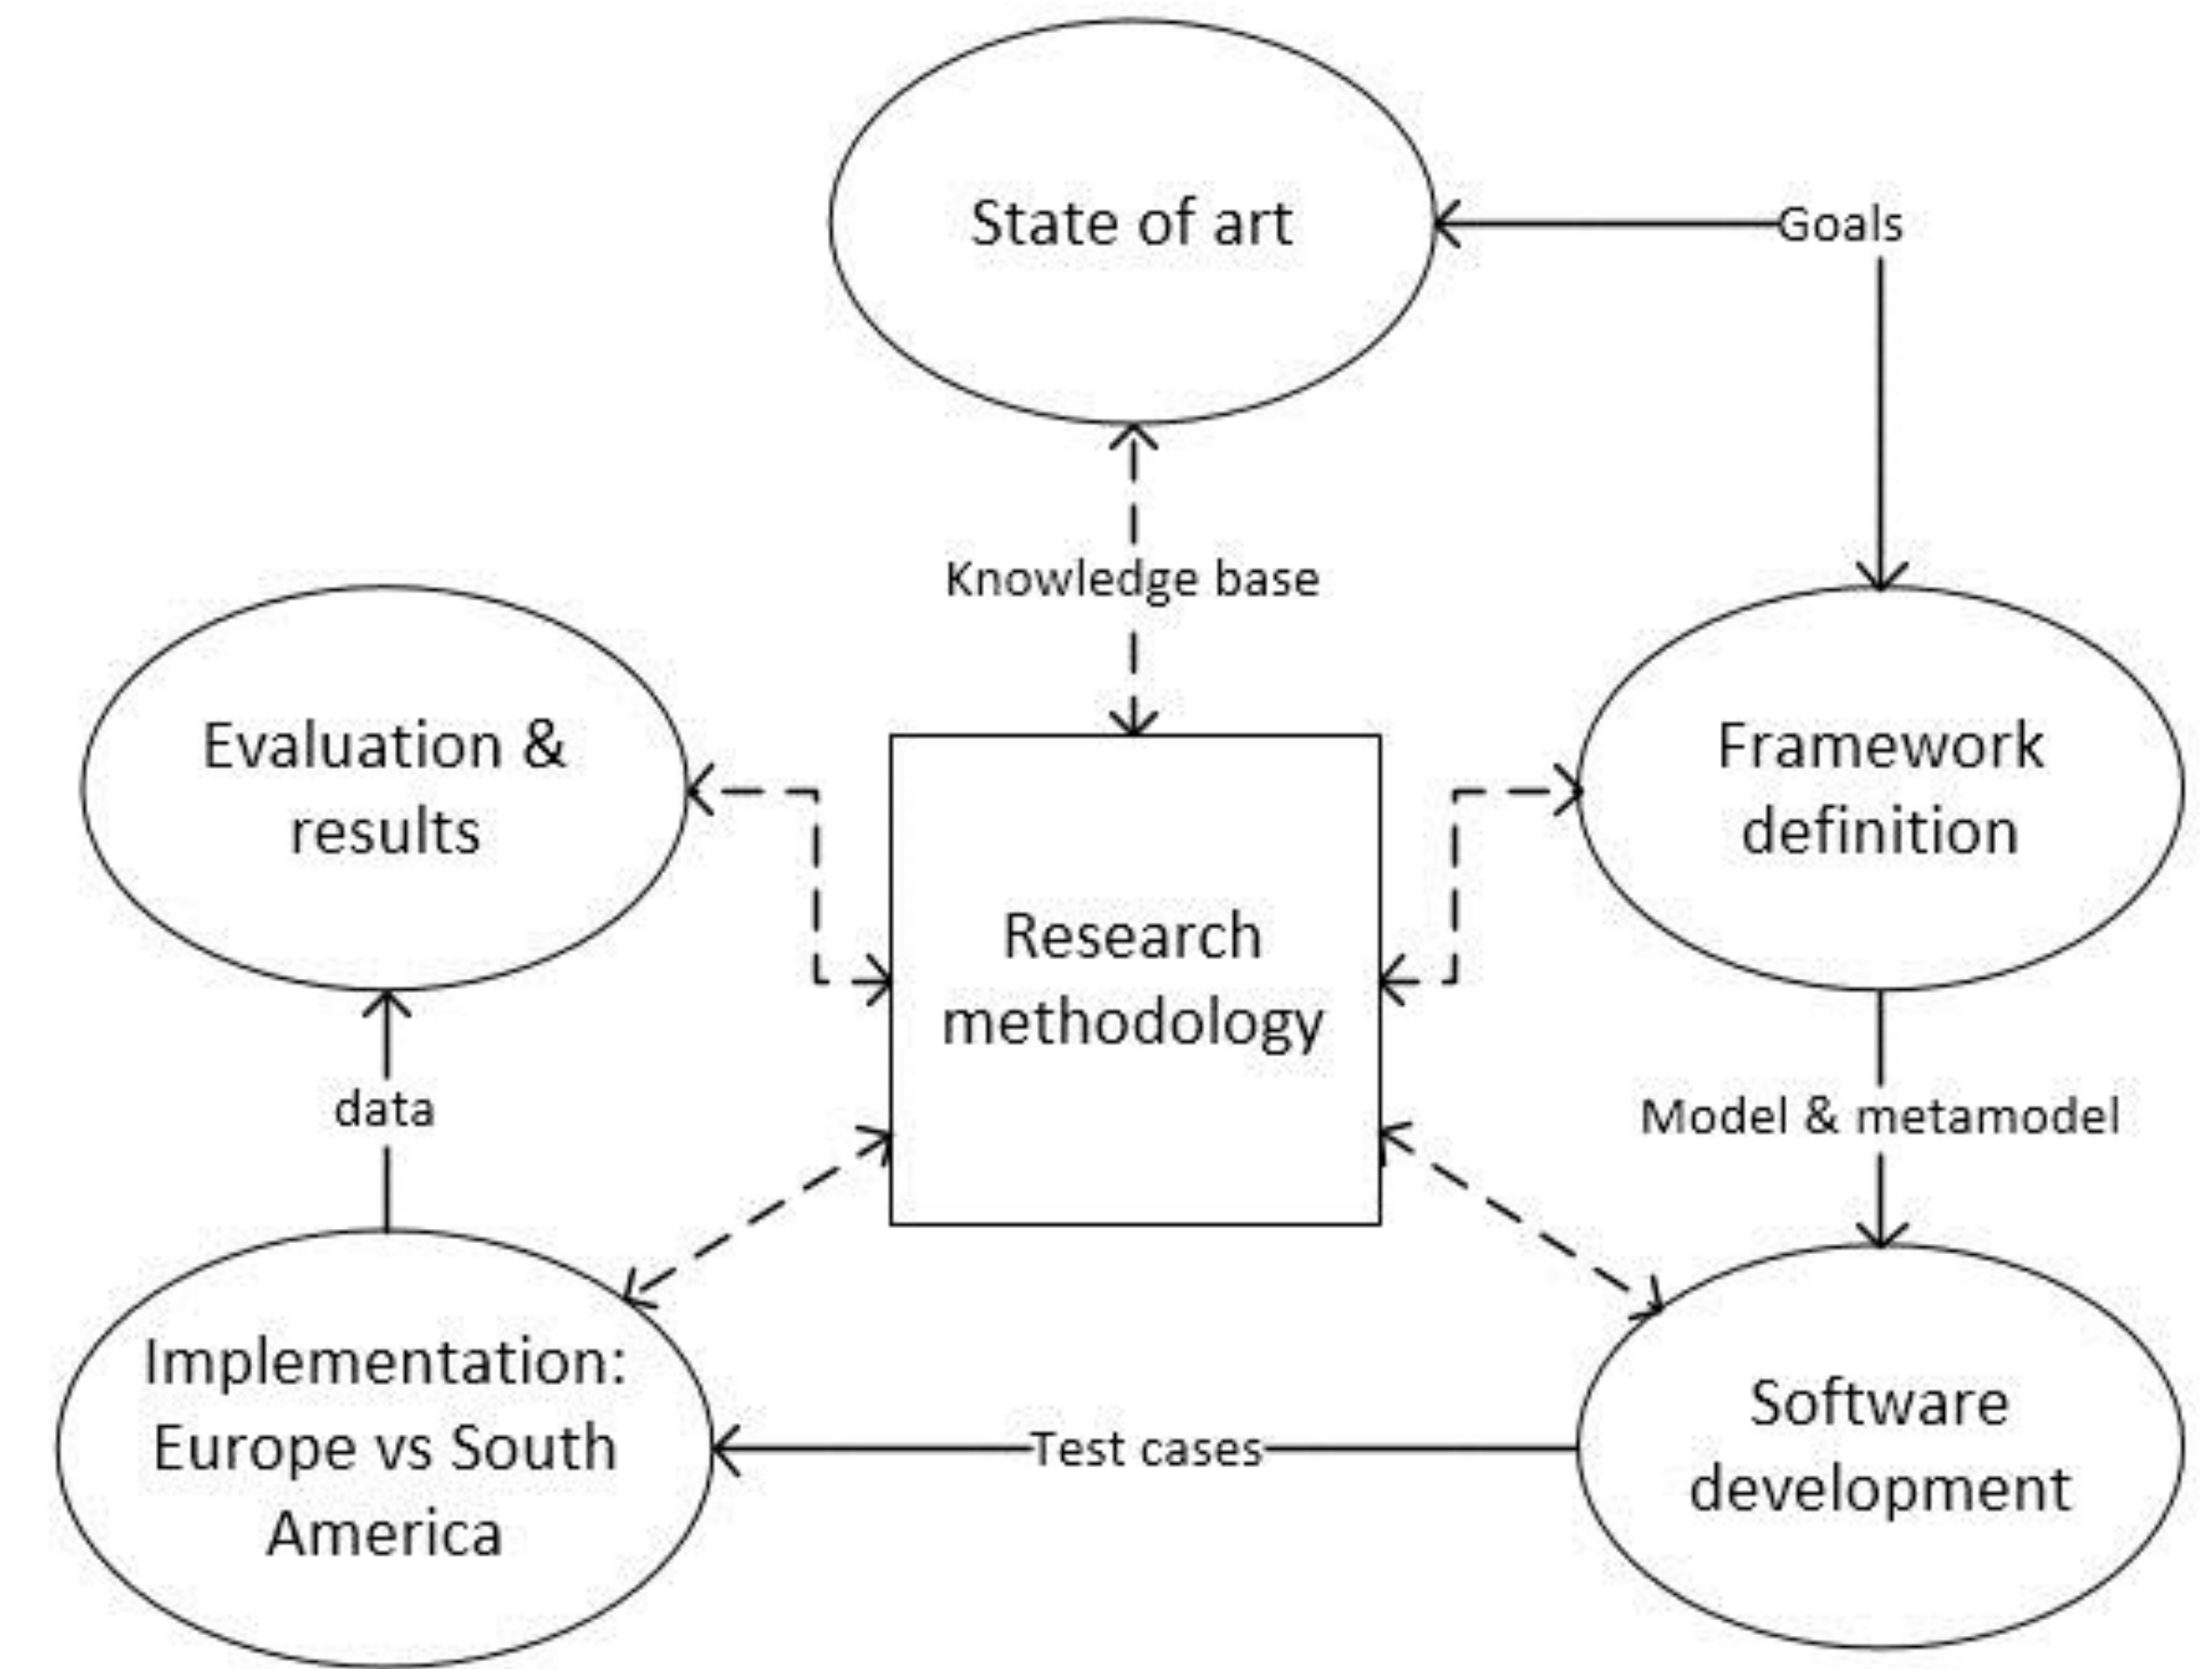 State of art
Goals
Knowledge base
Evaluation &
results
Framework
definition
Research
methodology
data
Model & metamodel
Implementation:
Europe vs South
America
Test cases
Software
development